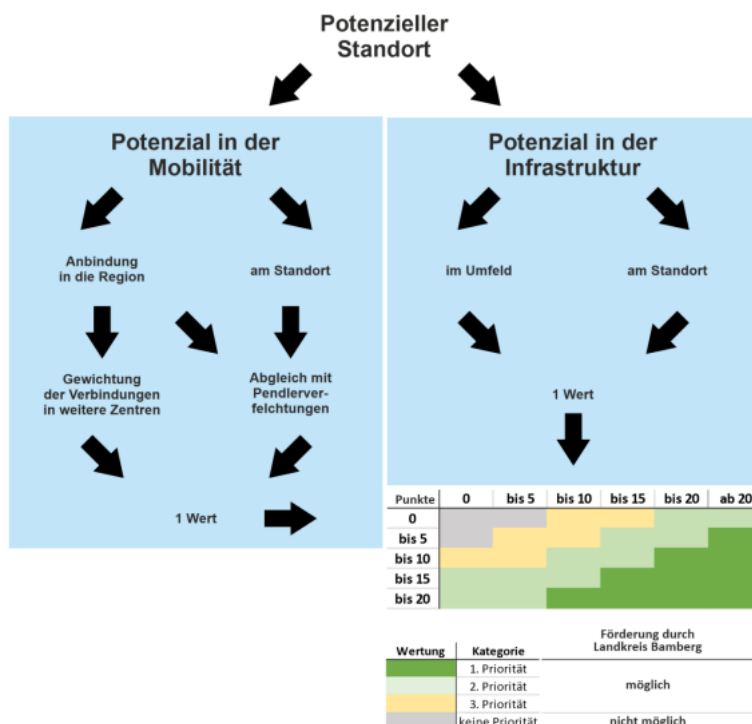 Potenzieller
Standort
Potenzial in der
Mobilität
Potenzial in der
Infrastruktur
Anbindung
in die Region
am Standort
im Umfeld
am Standort
Gewichtung
der Verbindungen
in weitere Zentren
Abgleich mit
Pendlerver-
felchtungen
1 Wert
1 Wert
Punkte 0 bis 5 bis 10 bis 15 bis 20 ab 20
0
bis 5
bis 10
bis 15
bis 20
Förderung durch
Landkreis Bamberg
Wertung Kategorie
1. Priorität
2. Priorität
möglich
3. Priorität
keine Priorität nicht möglich